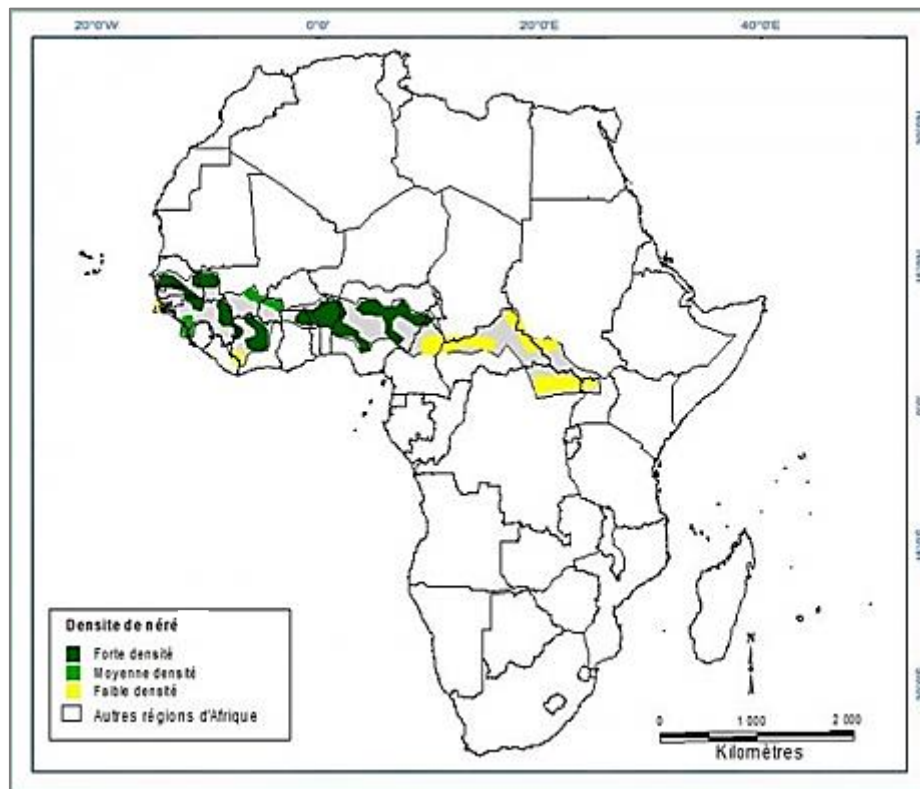 20°0'W
0°0'
20°0'E
40°0'E
Densite de néré
Forte densité
Moyenne densité
Faible densité
Autres régions d'Afrique
N
0
1 000
2 000
Kilomètres